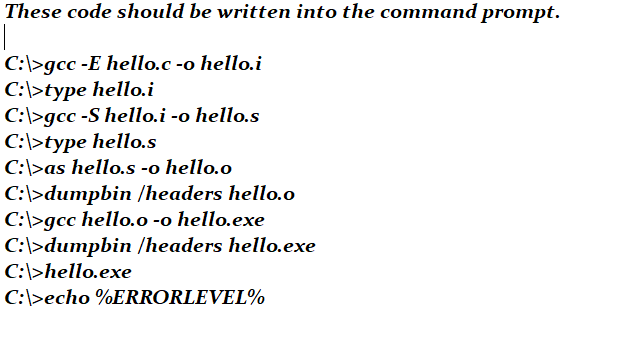 These code should be written into the command prompt.
C:\>gcc -E hello.c -o hello.i
C:\>type hello.i
C:\>gcc -S hello.i -o hello.s
C:\>type hello.s
C:\>as hello.s -o hello.o
C:\>dumpbin /headers hello.o
C:\>gcc hello.o -o hello.exe
C:\>dumpbin /headers hello.exe
C:\>hello.exe
C:\>echo %ERRORLEVEL%